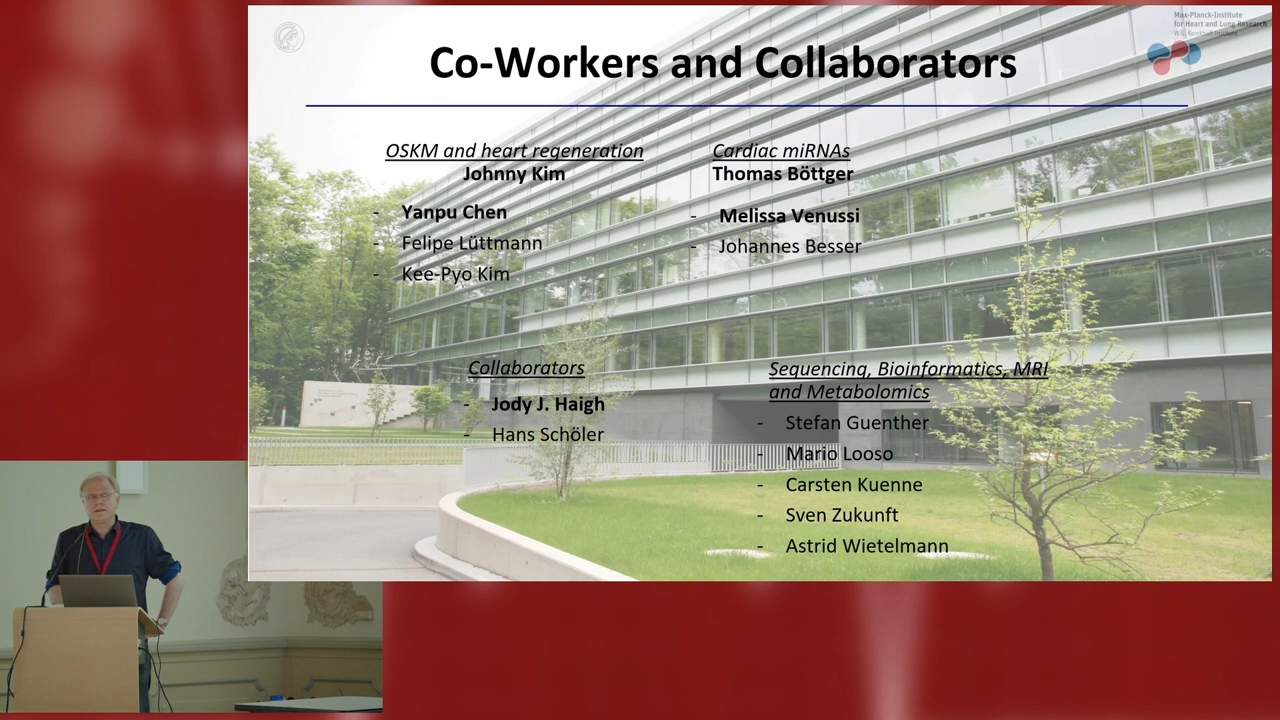 Max-Planck-Institute
for Heart and Lung Research
W.G. Kerckhoff-Institute
Co-Workers and Collaborators
OSKM and heart regeneration
Johnny Kim
- Yanpu Chen
- Felipe Lüttmann
- Kee-Pyo Kim
Cardiac miRNAs
Thomas Böttger
- Melissa Venussi
- Johannes Besser
Collaborators
- Jody J. Haigh
- Hans Schöler
Sequencing, Bioinformatics, MRI
and Metabolomics
- Stefan Guenther
- Mario Looso
- Carsten Kuenne
- Sven Zukunft
- Astrid Wietelmann